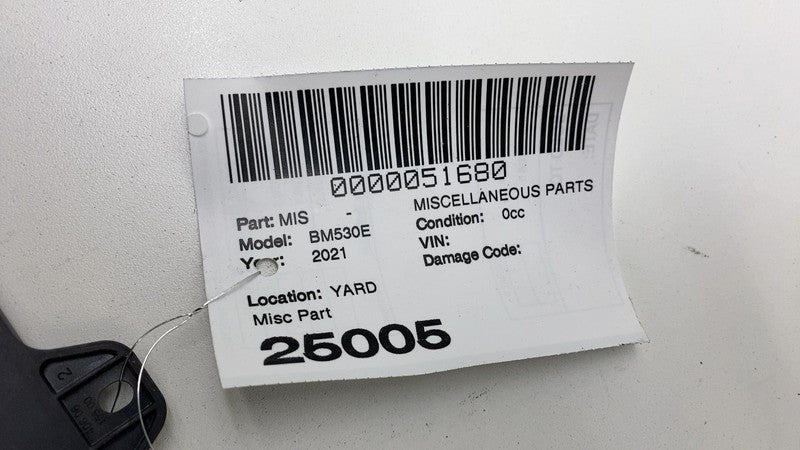 0000051680
Part: MIS - MISCELLANEOUS PARTS
Model: BM530E Condition: 0cc
Year: 2021 VIN:
Damage Code:
Location: YARD
Misc Part
25005
2